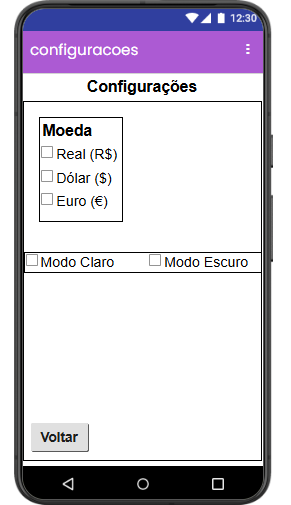 12:30
configuracoes
Configurações
Moeda
Real (R$)
Dólar ($)
Euro (€)
Modo Claro Modo Escuro
Voltar